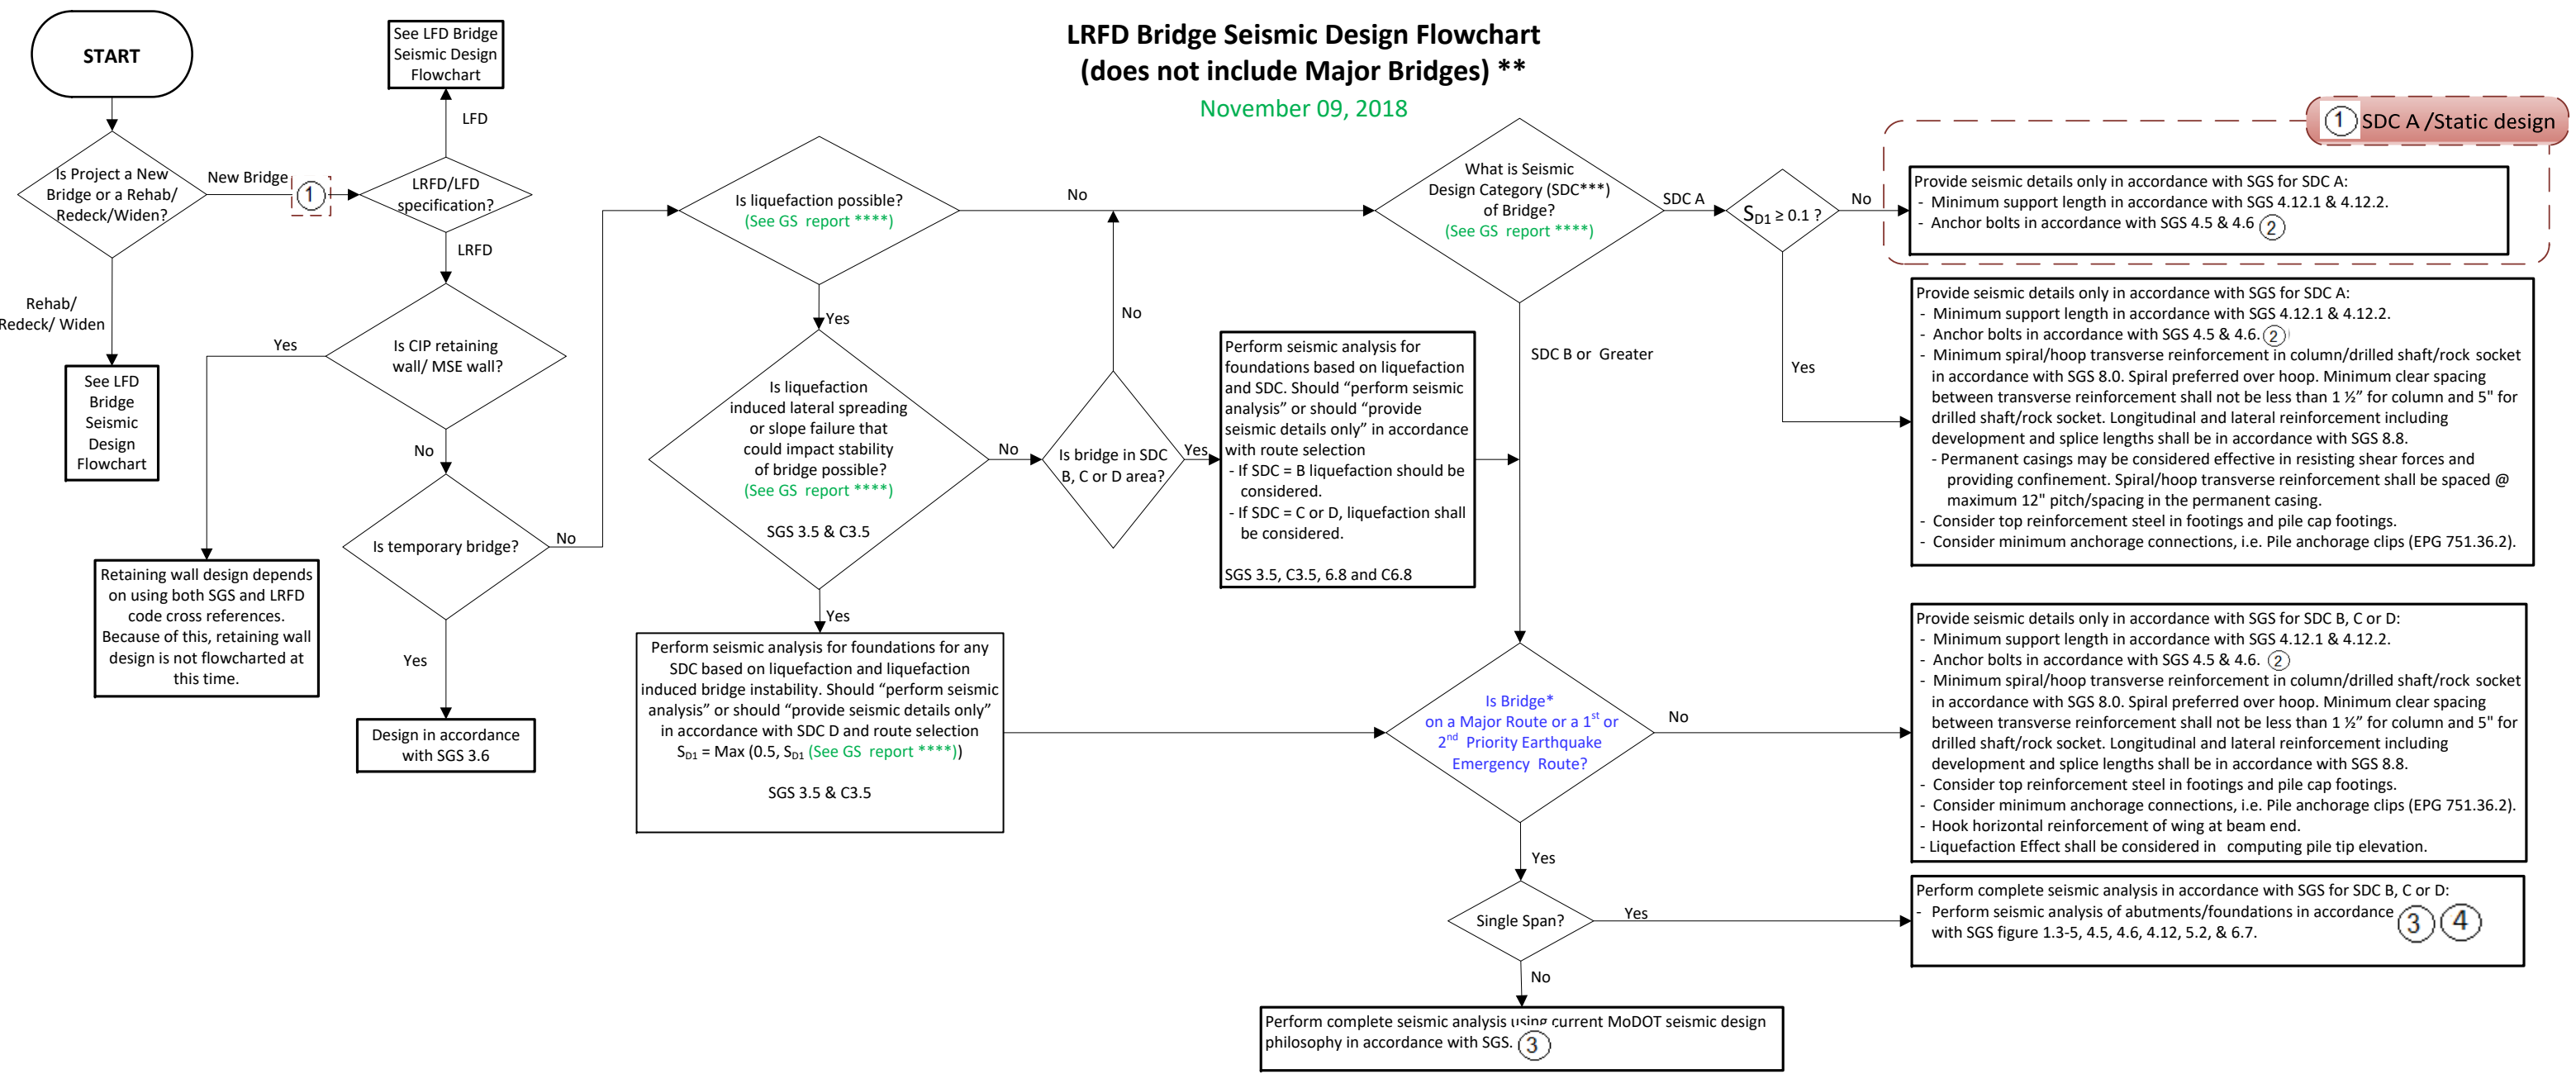 LRFD Bridge Seismic Design Flowchart
(does not include Major Bridges) **
November 09, 2018
START
Is Project a New
Bridge or a Rehab/
Redeck/Widen?
New Bridge
1
Rehab/
Redeck/ Widen
See LFD
Bridge
Seismic
Design
Flowchart
See LFD Bridge
Seismic Design
Flowchart
LFD
LRFD/LFD
specification?
LRFD
Is CIP retaining
wall/ MSE wall?
Yes
No
Retaining wall design depends
on using both SGS and LRFD
code cross references.
Because of this, retaining wall
design is not flowcharted at
this time.
Is temporary bridge?
No
Yes
Design in accordance
with SGS 3.6
Is liquefaction possible?
(See GS report ****)
No
Yes
Is liquefaction
induced lateral spreading
or slope failure that
could impact stability
of bridge possible?
(See GS report ****)
SGS 3.5 & C3.5
No
Yes
Perform seismic analysis for foundations for any
SDC based on liquefaction and liquefaction
induced bridge instability. Should “perform seismic
analysis” or should “provide seismic details only”
in accordance with SDC D and route selection
SD1 = Max (0.5, SD1 (See GS report ****))
SGS 3.5 & C3.5
Is bridge in SDC
B, C or D area?
No
Yes
Perform seismic analysis for
foundations based on liquefaction
and SDC. Should “perform seismic
analysis” or should “provide
seismic details only” in accordance
with route selection
- If SDC = B liquefaction should be
considered.
- If SDC = C or D, liquefaction shall
be considered.
SGS 3.5, C3.5, 6.8 and C6.8
What is Seismic
Design Category (SDC***)
of Bridge?
(See GS report ****)
SDC A
SDC B or Greater
SD1 ≥ 0.1 ?
No
Yes
1 SDC A /Static design
Provide seismic details only in accordance with SGS for SDC A:
- Minimum support length in accordance with SGS 4.12.1 & 4.12.2.
- Anchor bolts in accordance with SGS 4.5 & 4.6 2
Provide seismic details only in accordance with SGS for SDC A:
- Minimum support length in accordance with SGS 4.12.1 & 4.12.2.
- Anchor bolts in accordance with SGS 4.5 & 4.6. 2
- Minimum spiral/hoop transverse reinforcement in column/drilled shaft/rock socket
in accordance with SGS 8.0. Spiral preferred over hoop. Minimum clear spacing
between transverse reinforcement shall not be less than 1 ½” for column and 5" for
drilled shaft/rock socket. Longitudinal and lateral reinforcement including
development and splice lengths shall be in accordance with SGS 8.8.
- Permanent casings may be considered effective in resisting shear forces and
providing confinement. Spiral/hoop transverse reinforcement shall be spaced @
maximum 12" pitch/spacing in the permanent casing.
- Consider top reinforcement steel in footings and pile cap footings.
- Consider minimum anchorage connections, i.e. Pile anchorage clips (EPG 751.36.2).
Is Bridge*
on a Major Route or a 1st or
2nd Priority Earthquake
Emergency Route?
No
Yes
Provide seismic details only in accordance with SGS for SDC B, C or D:
- Minimum support length in accordance with SGS 4.12.1 & 4.12.2.
- Anchor bolts in accordance with SGS 4.5 & 4.6. 2
- Minimum spiral/hoop transverse reinforcement in column/drilled shaft/rock socket
in accordance with SGS 8.0. Spiral preferred over hoop. Minimum clear spacing
between transverse reinforcement shall not be less than 1 ½” for column and 5" for
drilled shaft/rock socket. Longitudinal and lateral reinforcement including
development and splice lengths shall be in accordance with SGS 8.8.
- Consider top reinforcement steel in footings and pile cap footings.
- Consider minimum anchorage connections, i.e. Pile anchorage clips (EPG 751.36.2).
- Hook horizontal reinforcement of wing at beam end.
- Liquefaction Effect shall be considered in computing pile tip elevation.
Single Span?
Yes
No
Perform complete seismic analysis in accordance with SGS for SDC B, C or D:
- Perform seismic analysis of abutments/foundations in accordance
with SGS figure 1.3-5, 4.5, 4.6, 4.12, 5.2, & 6.7.
3 4
Perform complete seismic analysis using current MoDOT seismic design
philosophy in accordance with SGS. 3